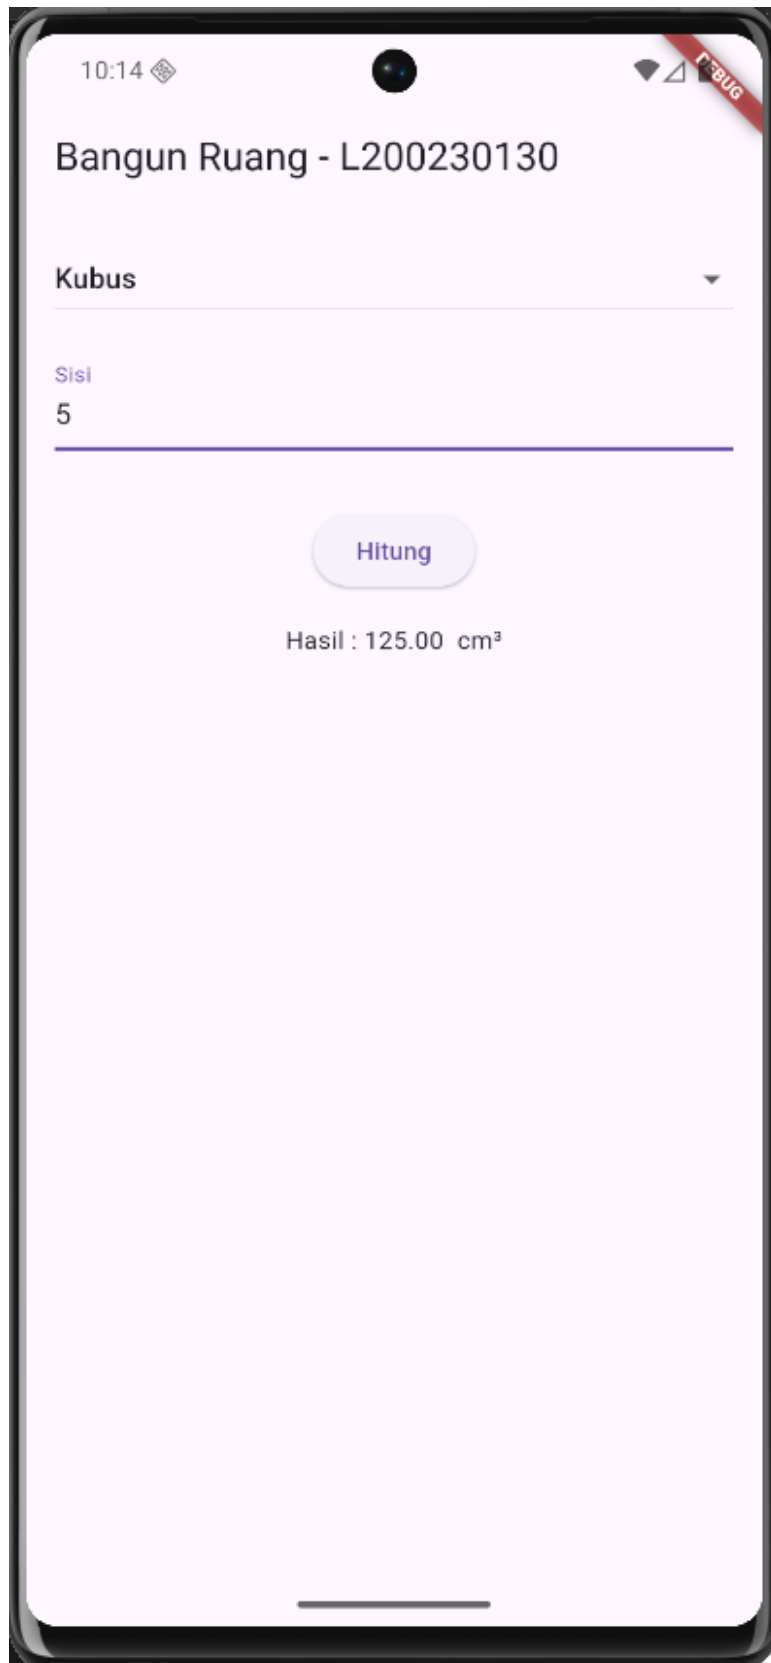 10:14
DEBUG
Bangun Ruang - L200230130
Kubus
Sisi
5
Hitung
Hasil : 125.00  cm³